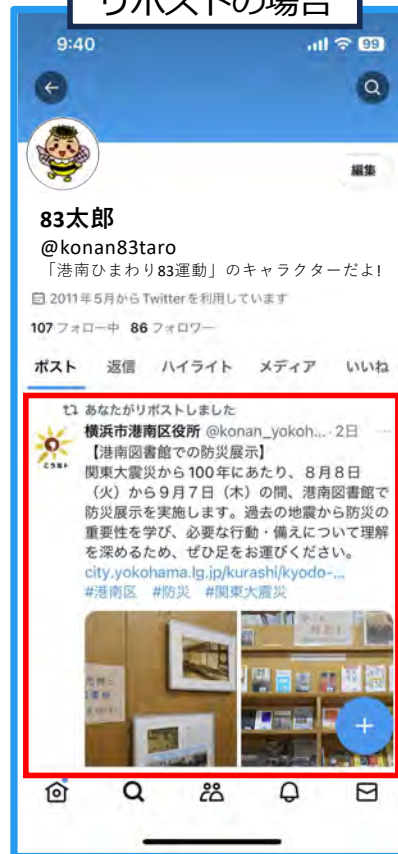 リポストの場合
9:40
99
編集
83太郎
@konan83taro
「港南ひまわり83運動」のキャラクターだよ!
2011年5月からTwitterを利用しています
107 フォロー中 86 フォロワー
ポスト 返信 ハイライト メディア いいね
あなたがリポストしました
横浜市港南区役所 @konan_yokoh... · 2日 ...
【港南図書館での防災展示】
関東大震災から100年にあたり、8月8日
（火）から9月7日（木）の間、港南図書館で
防災展示を実施します。過去の地震から防災の
重要性を学び、必要な行動・備えについて理解
を深めるため、ぜひ足をお運びください。
city.yokohama.lg.jp/kurashi/kyodo-...
#港南区 #防災 #関東大震災